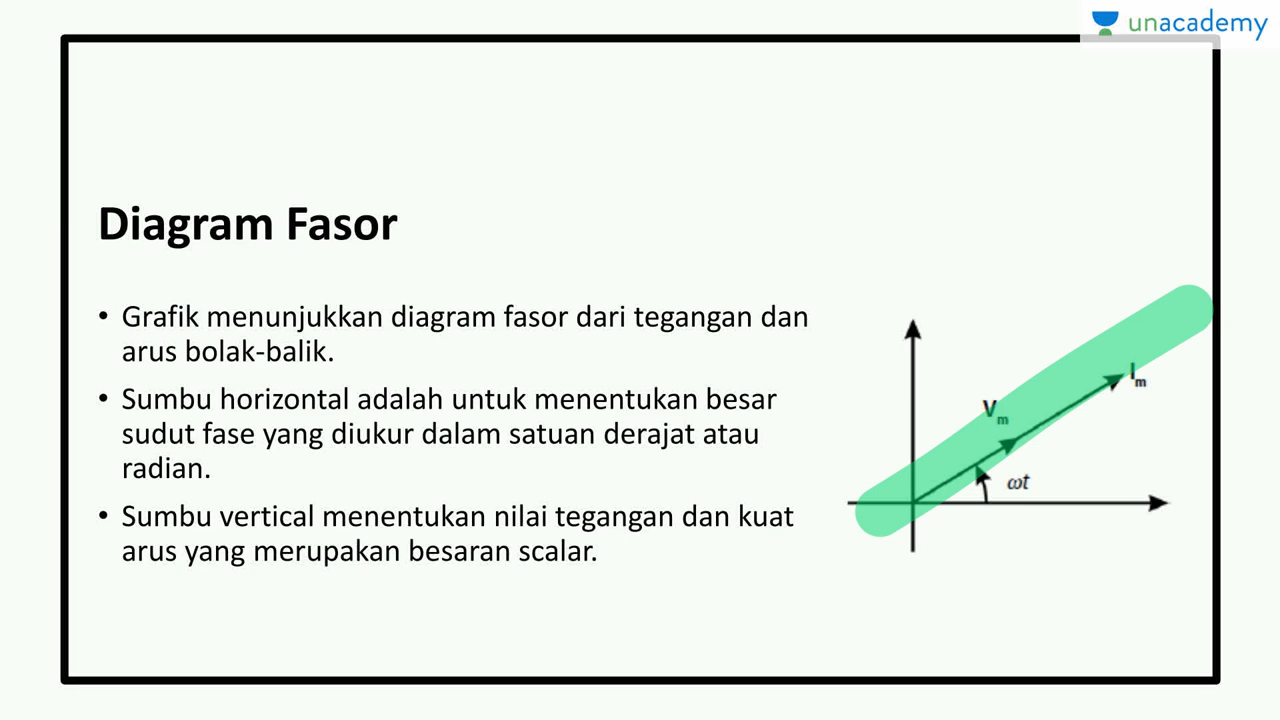 unacademy
Diagram Fasor
• Grafik menunjukkan diagram fasor dari tegangan dan
arus bolak-balik.
• Sumbu horizontal adalah untuk menentukan besar
sudut fase yang diukur dalam satuan derajat atau
radian.
• Sumbu vertical menentukan nilai tegangan dan kuat
arus yang merupakan besaran scalar.
Im
Vm
ωt